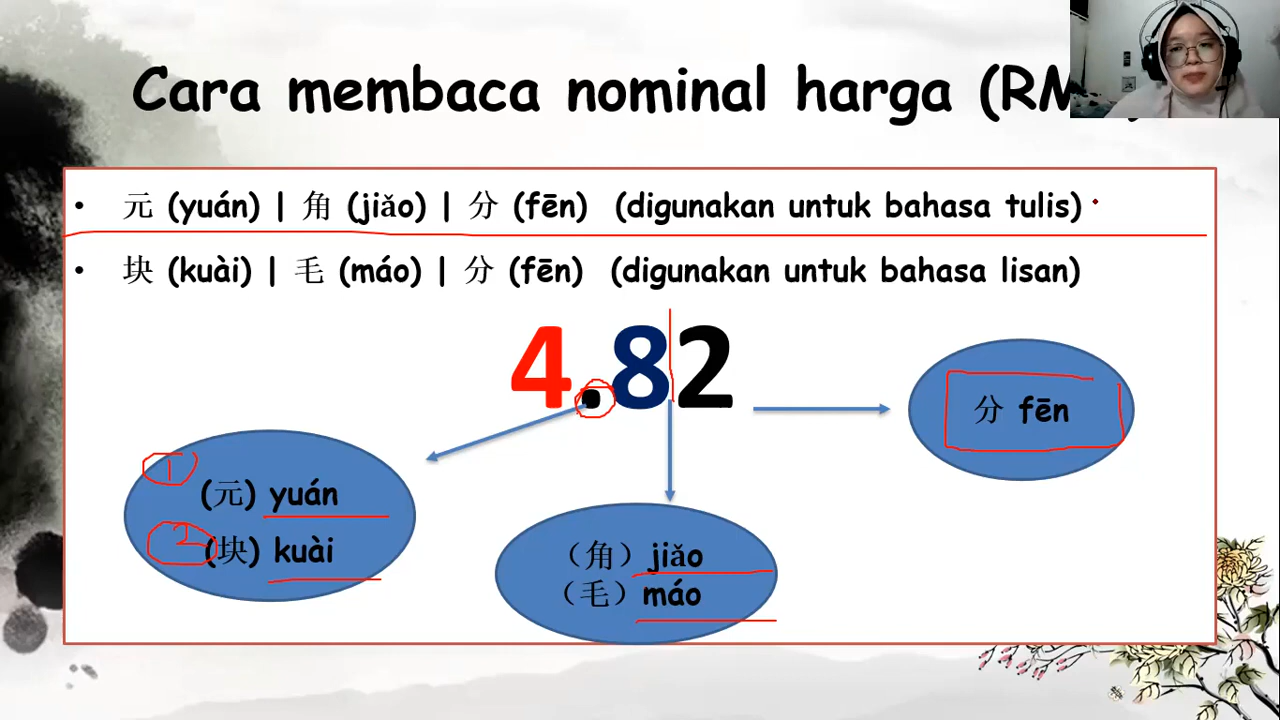 Cara membaca nominal harga (RM
• 元 (yuán) | 角 (jiǎo) | 分 (fēn) (digunakan untuk bahasa tulis)
• 块 (kuài) | 毛 (máo) | 分 (fēn) (digunakan untuk bahasa lisan)
4.82
分 fēn
1
(元) yuán
2
(块) kuài
（角）jiǎo
（毛）máo